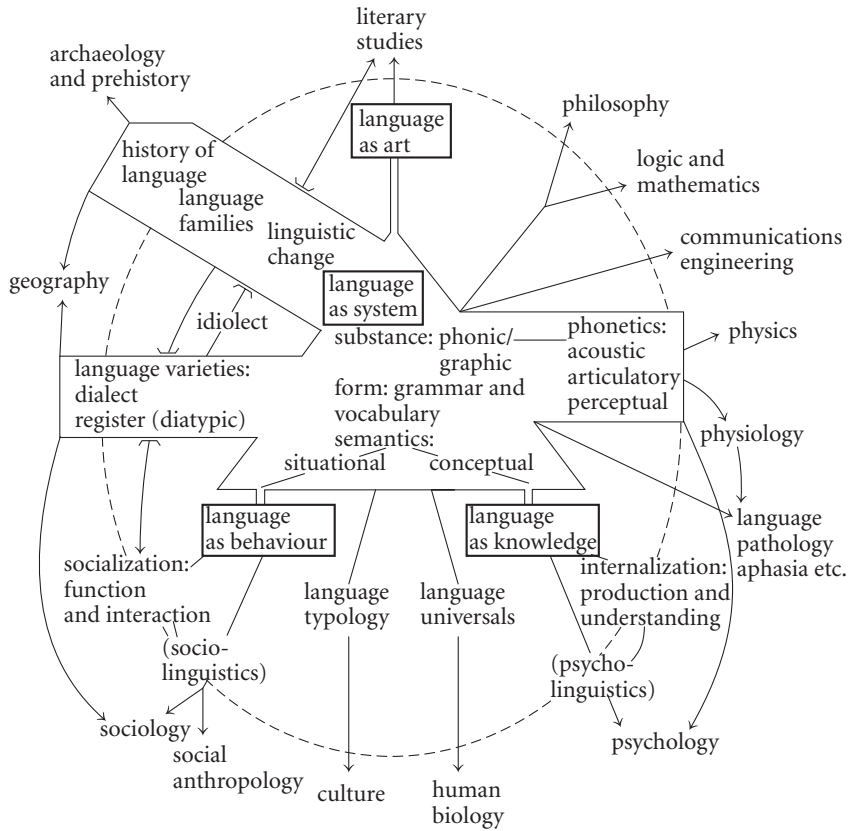 literary
studies
archaeology
and prehistory
language
as art
philosophy
history of
language
language
families
logic and
mathematics
linguistic
change
communications
engineering
geography
language
as system
idiolect
substance: phonic/
graphic
phonetics:
acoustic
articulatory
perceptual
physics
language varieties:
dialect
register (diatypic)
form: grammar and
vocabulary
semantics:
situational
conceptual
physiology
language
as behaviour
language
as knowledge
language
pathology
aphasia etc.
socialization:
function
and interaction
language
typology
language
universals
internalization:
production and
understanding
(socio-
linguistics)
(psycho-
linguistics)
sociology
social
anthropology
culture
human
biology
psychology